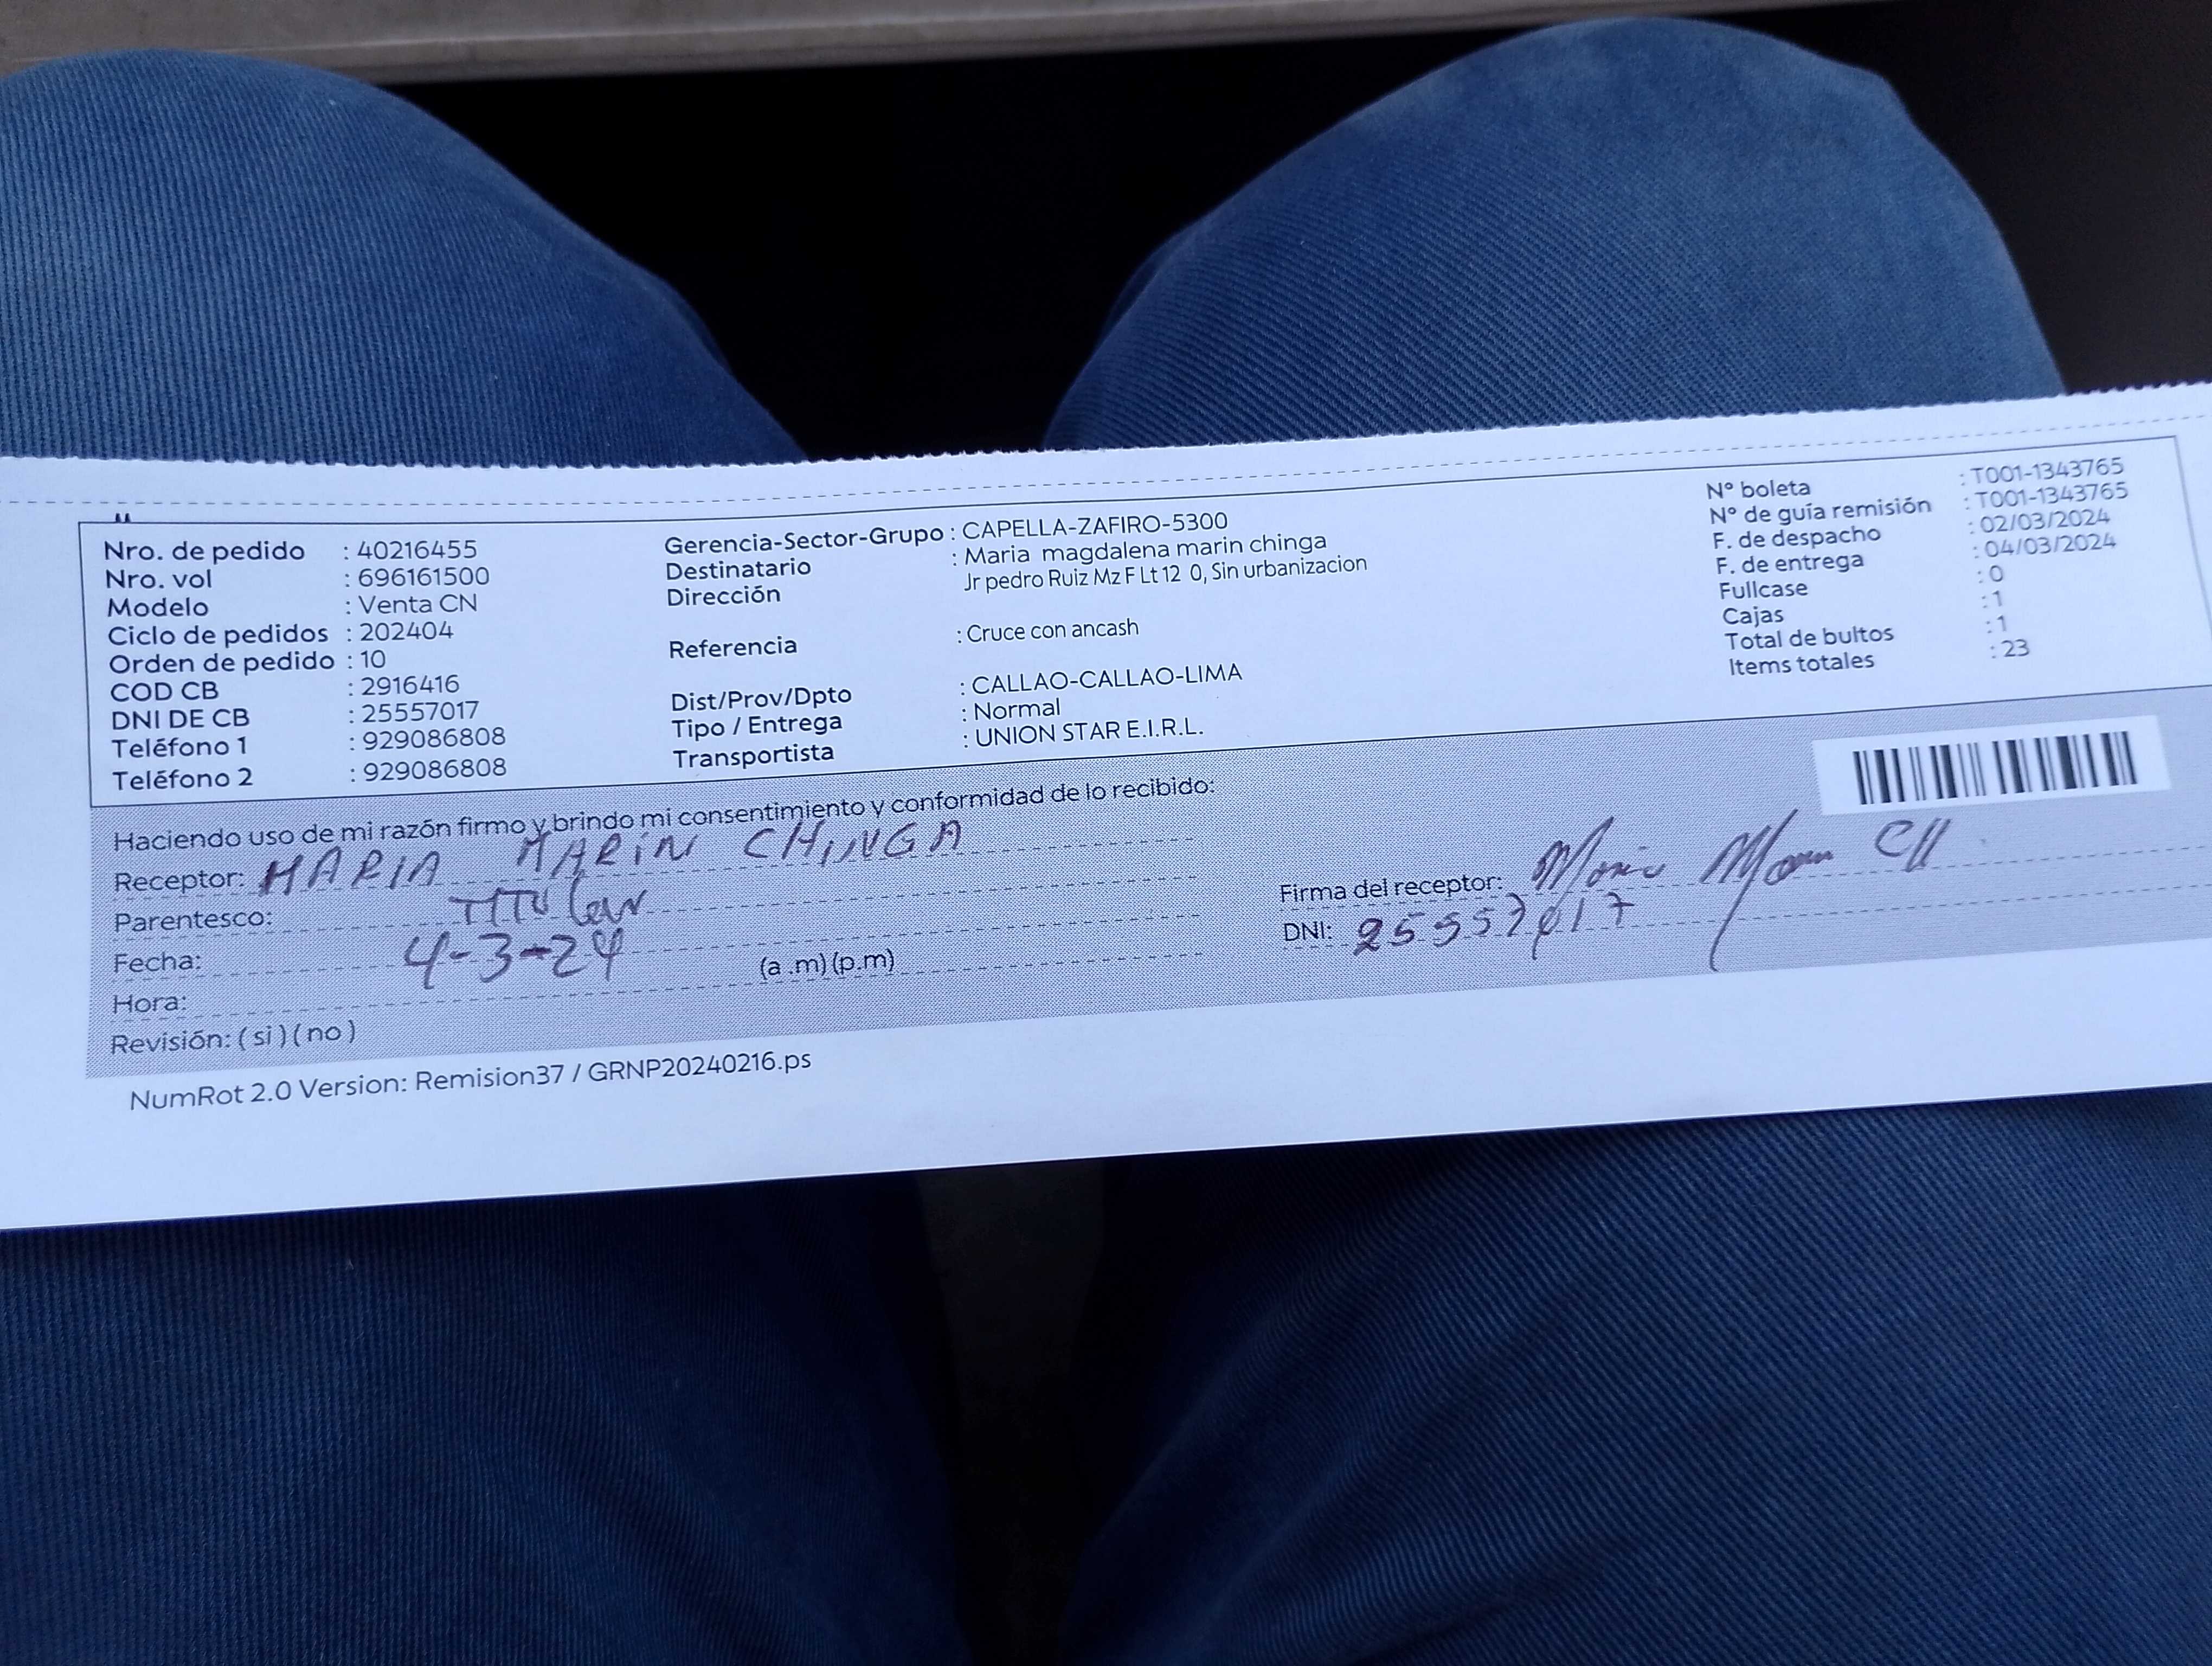 Nro. de pedido : 40216455
Nro. vol : 696161500
Modelo : Venta CN
Ciclo de pedidos : 202404
Orden de pedido : 10
COD CB : 2916416
DNI DE CB : 25557017
Teléfono 1 : 929086808
Teléfono 2 : 929086808
Gerencia-Sector-Grupo : CAPELLA-ZAFIRO-5300
Destinatario : Maria magdalena marin chinga
Dirección Jr pedro Ruiz Mz F Lt 12 0, Sin urbanizacion
Referencia : Cruce con ancash
Dist/Prov/Dpto : CALLAO-CALLAO-LIMA
Tipo / Entrega : Normal
Transportista : UNION STAR E.I.R.L.
N° boleta : T001-1343765
N° de guía remisión : T001-1343765
F. de despacho : 02/03/2024
F. de entrega : 04/03/2024
Fullcase : 0
Cajas : 1
Total de bultos : 1
Items totales : 23
Haciendo uso de mi razón firmo y brindo mi consentimiento y conformidad de lo recibido:
Receptor: MARIA MARIN CHINGA
Parentesco: TITULar
Fecha: 4-3-24
Hora: (a .m) (p.m)
Revisión: ( si ) ( no )
Firma del receptor: Maria Marin CH
DNI: 25557017
NumRot 2.0 Version: Remision37 / GRNP20240216.ps